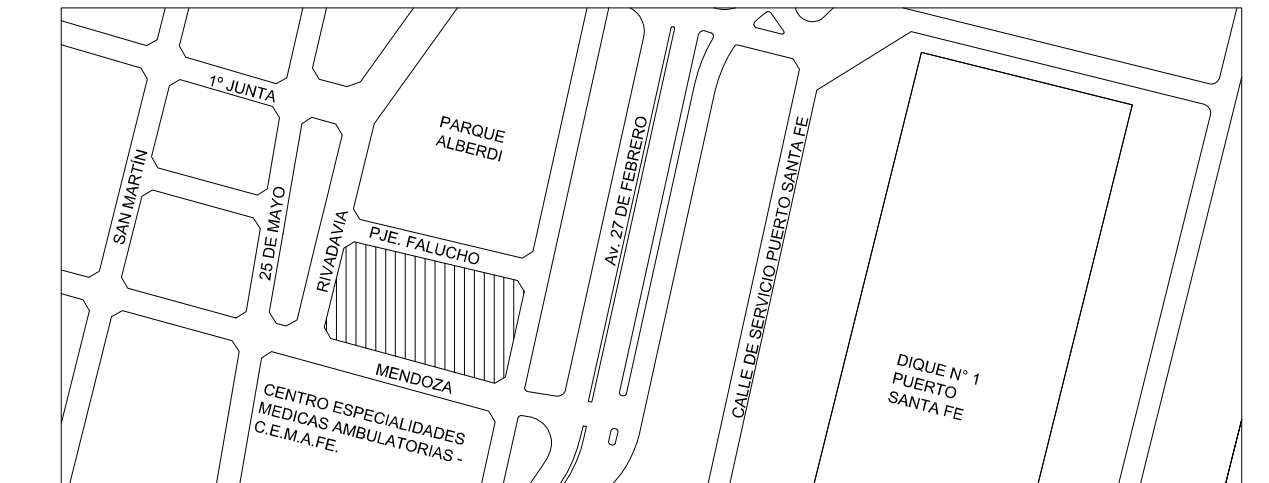 1º JUNTA
PARQUE
ALBERDI
SAN MARTÍN
25 DE MAYO
RIVADAVIA
PJE. FALUCHO
Av. 27 DE FEBRERO
CALLE DE SERVICIO PUERTO SANTA FE
MENDOZA
DIQUE N° 1
PUERTO
SANTA FE
CENTRO ESPECIALIDADES
MEDICAS AMBULATORIAS -
C.E.M.A.FE.